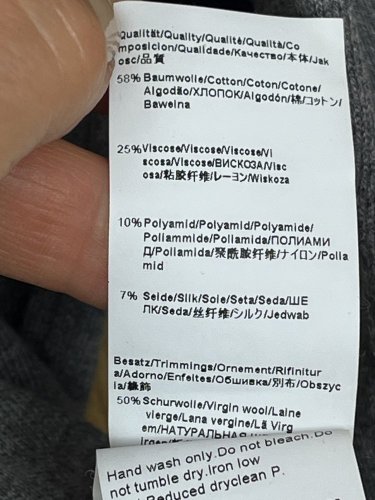 Qualität/Quality/Qualité/Qualità/Co
mposicion/Qualidade/Качество/本体/Jak
osc/品質
58% Baumwolle/Cotton/Coton/Cotone/
Algodão/ХЛОПОК/Algodón/棉/コットン/
Bawelna
25% Viscose/Viscose/Viscose/Vi
scosa/Viscose/ВИСКОЗА/Visc
osa/粘胶纤维/レーヨン/Wiskoza
10% Polyamid/Polyamid/Polyamide/
Poliammide/Poliamida/ПОЛИАМИ
Д/Poliamida/聚酰胺纤维/ナイロン/Polia
mid
7% Seide/Silk/Soie/Seta/Seda/ШЕ
ЛК/Seda/丝纤维/シルク/Jedwab
Besatz/Trimmings/Ornement/Rifinitur
a/Adorno/Enfeites/Обшивка/別布/Obszyc
ia/織飾
50% Schurwolle/Virgin wool/Laine
vierge/Lana vergine/Lã Virg
em/НАТУРАЛЬНАЯ
Hand wash only.Do not bleach.Do
not tumble dry.Iron low
Reduced dryclean P.